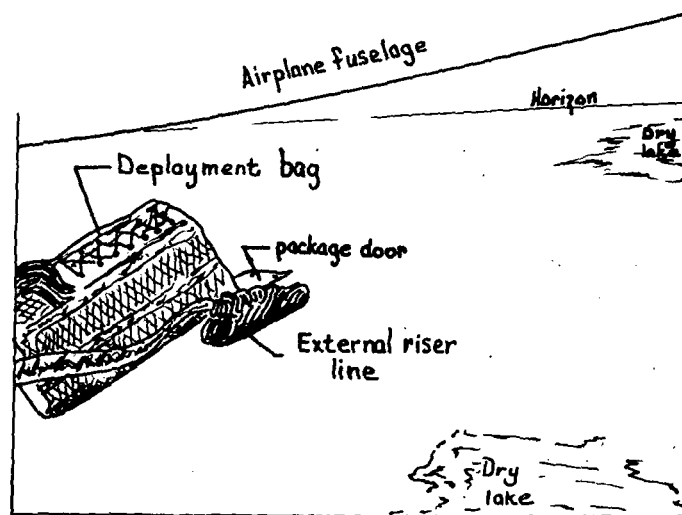 Airplane fuselage
Horizon
Dry
lake
Deployment bag
package door
External riser
line
Dry
lake